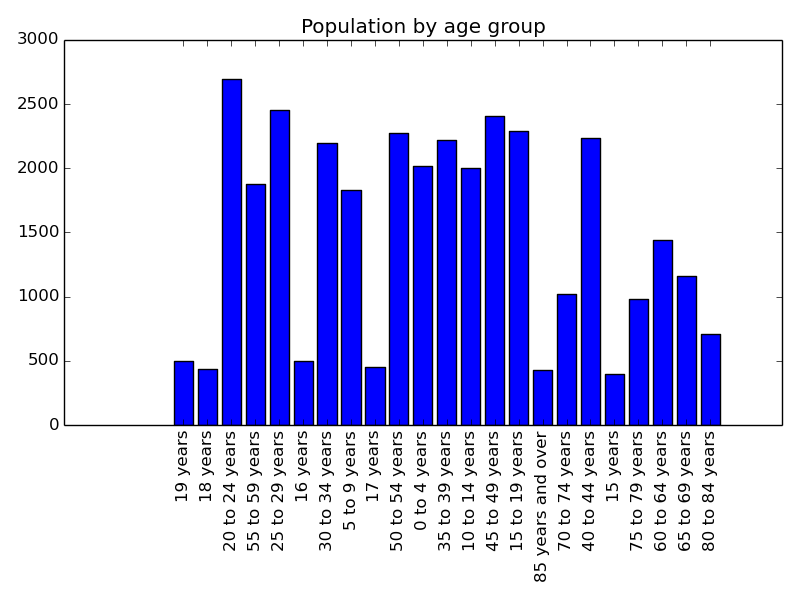 Population by age group
3000
2500
2000
1500
1000
500
0
19 years
18 years
20 to 24 years
55 to 59 years
25 to 29 years
16 years
30 to 34 years
5 to 9 years
17 years
50 to 54 years
0 to 4 years
35 to 39 years
10 to 14 years
45 to 49 years
15 to 19 years
85 years and over
70 to 74 years
40 to 44 years
15 years
75 to 79 years
60 to 64 years
65 to 69 years
80 to 84 years